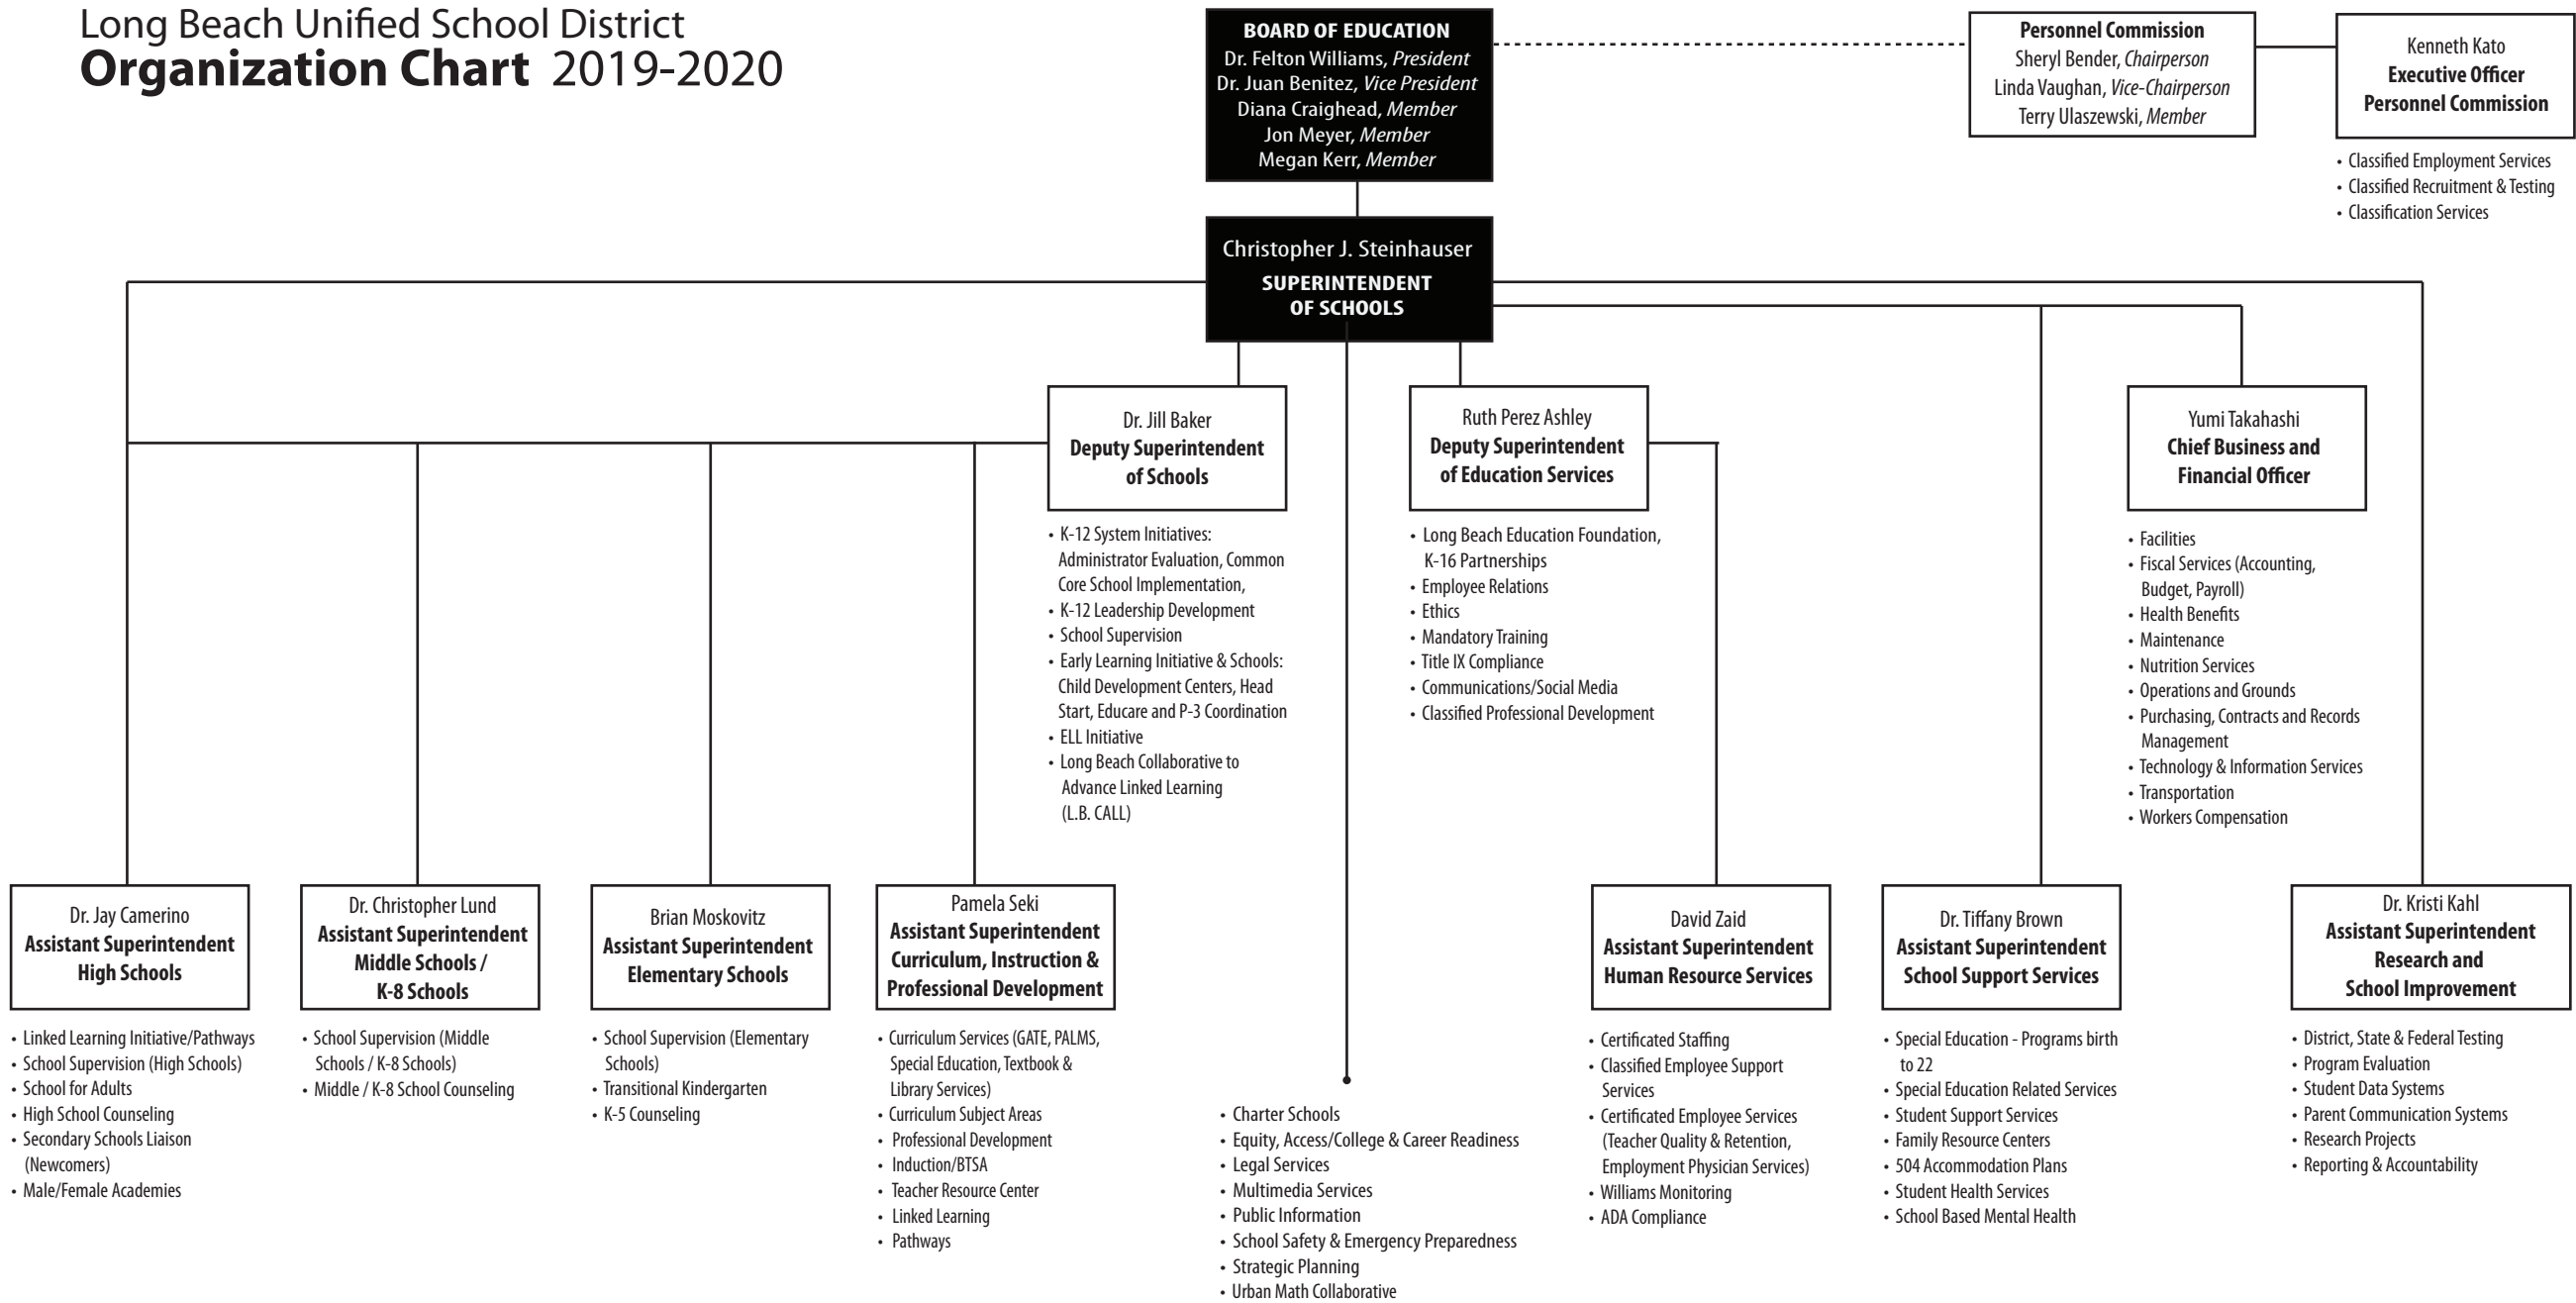 Long Beach Unified School District
Organization Chart 2019-2020
BOARD OF EDUCATION
Dr. Felton Williams, President
Dr. Juan Benitez, Vice President
Diana Craighead, Member
Jon Meyer, Member
Megan Kerr, Member
Personnel Commission
Sheryl Bender, Chairperson
Linda Vaughan, Vice-Chairperson
Terry Ulaszewski, Member
Kenneth Kato
Executive Officer
Personnel Commission
• Classified Employment Services
• Classified Recruitment & Testing
• Classification Services
Christopher J. Steinhauser
SUPERINTENDENT
OF SCHOOLS
Dr. Jill Baker
Deputy Superintendent
of Schools
• K-12 System Initiatives:
Administrator Evaluation, Common
Core School Implementation,
• K-12 Leadership Development
• School Supervision
• Early Learning Initiative & Schools:
Child Development Centers, Head
Start, Educare and P-3 Coordination
• ELL Initiative
• Long Beach Collaborative to
Advance Linked Learning
(L.B. CALL)
Ruth Perez Ashley
Deputy Superintendent
of Education Services
• Long Beach Education Foundation,
K-16 Partnerships
• Employee Relations
• Ethics
• Mandatory Training
• Title IX Compliance
• Communications/Social Media
• Classified Professional Development
Yumi Takahashi
Chief Business and
Financial Officer
• Facilities
• Fiscal Services (Accounting,
Budget, Payroll)
• Health Benefits
• Maintenance
• Nutrition Services
• Operations and Grounds
• Purchasing, Contracts and Records
Management
• Technology & Information Services
• Transportation
• Workers Compensation
Dr. Jay Camerino
Assistant Superintendent
High Schools
• Linked Learning Initiative/Pathways
• School Supervision (High Schools)
• School for Adults
• High School Counseling
• Secondary Schools Liaison
(Newcomers)
• Male/Female Academies
Dr. Christopher Lund
Assistant Superintendent
Middle Schools /
K-8 Schools
• School Supervision (Middle
Schools / K-8 Schools)
• Middle / K-8 School Counseling
Brian Moskovitz
Assistant Superintendent
Elementary Schools
• School Supervision (Elementary
Schools)
• Transitional Kindergarten
• K-5 Counseling
Pamela Seki
Assistant Superintendent
Curriculum, Instruction &
Professional Development
• Curriculum Services (GATE, PALMS,
Special Education, Textbook &
Library Services)
• Curriculum Subject Areas
• Professional Development
• Induction/BTSA
• Teacher Resource Center
• Linked Learning
• Pathways
• Charter Schools
• Equity, Access/College & Career Readiness
• Legal Services
• Multimedia Services
• Public Information
• School Safety & Emergency Preparedness
• Strategic Planning
• Urban Math Collaborative
David Zaid
Assistant Superintendent
Human Resource Services
• Certificated Staffing
• Classified Employee Support
Services
• Certificated Employee Services
(Teacher Quality & Retention,
Employment Physician Services)
• Williams Monitoring
• ADA Compliance
Dr. Tiffany Brown
Assistant Superintendent
School Support Services
• Special Education - Programs birth
to 22
• Special Education Related Services
• Student Support Services
• Family Resource Centers
• 504 Accommodation Plans
• Student Health Services
• School Based Mental Health
Dr. Kristi Kahl
Assistant Superintendent
Research and
School Improvement
• District, State & Federal Testing
• Program Evaluation
• Student Data Systems
• Parent Communication Systems
• Research Projects
• Reporting & Accountability